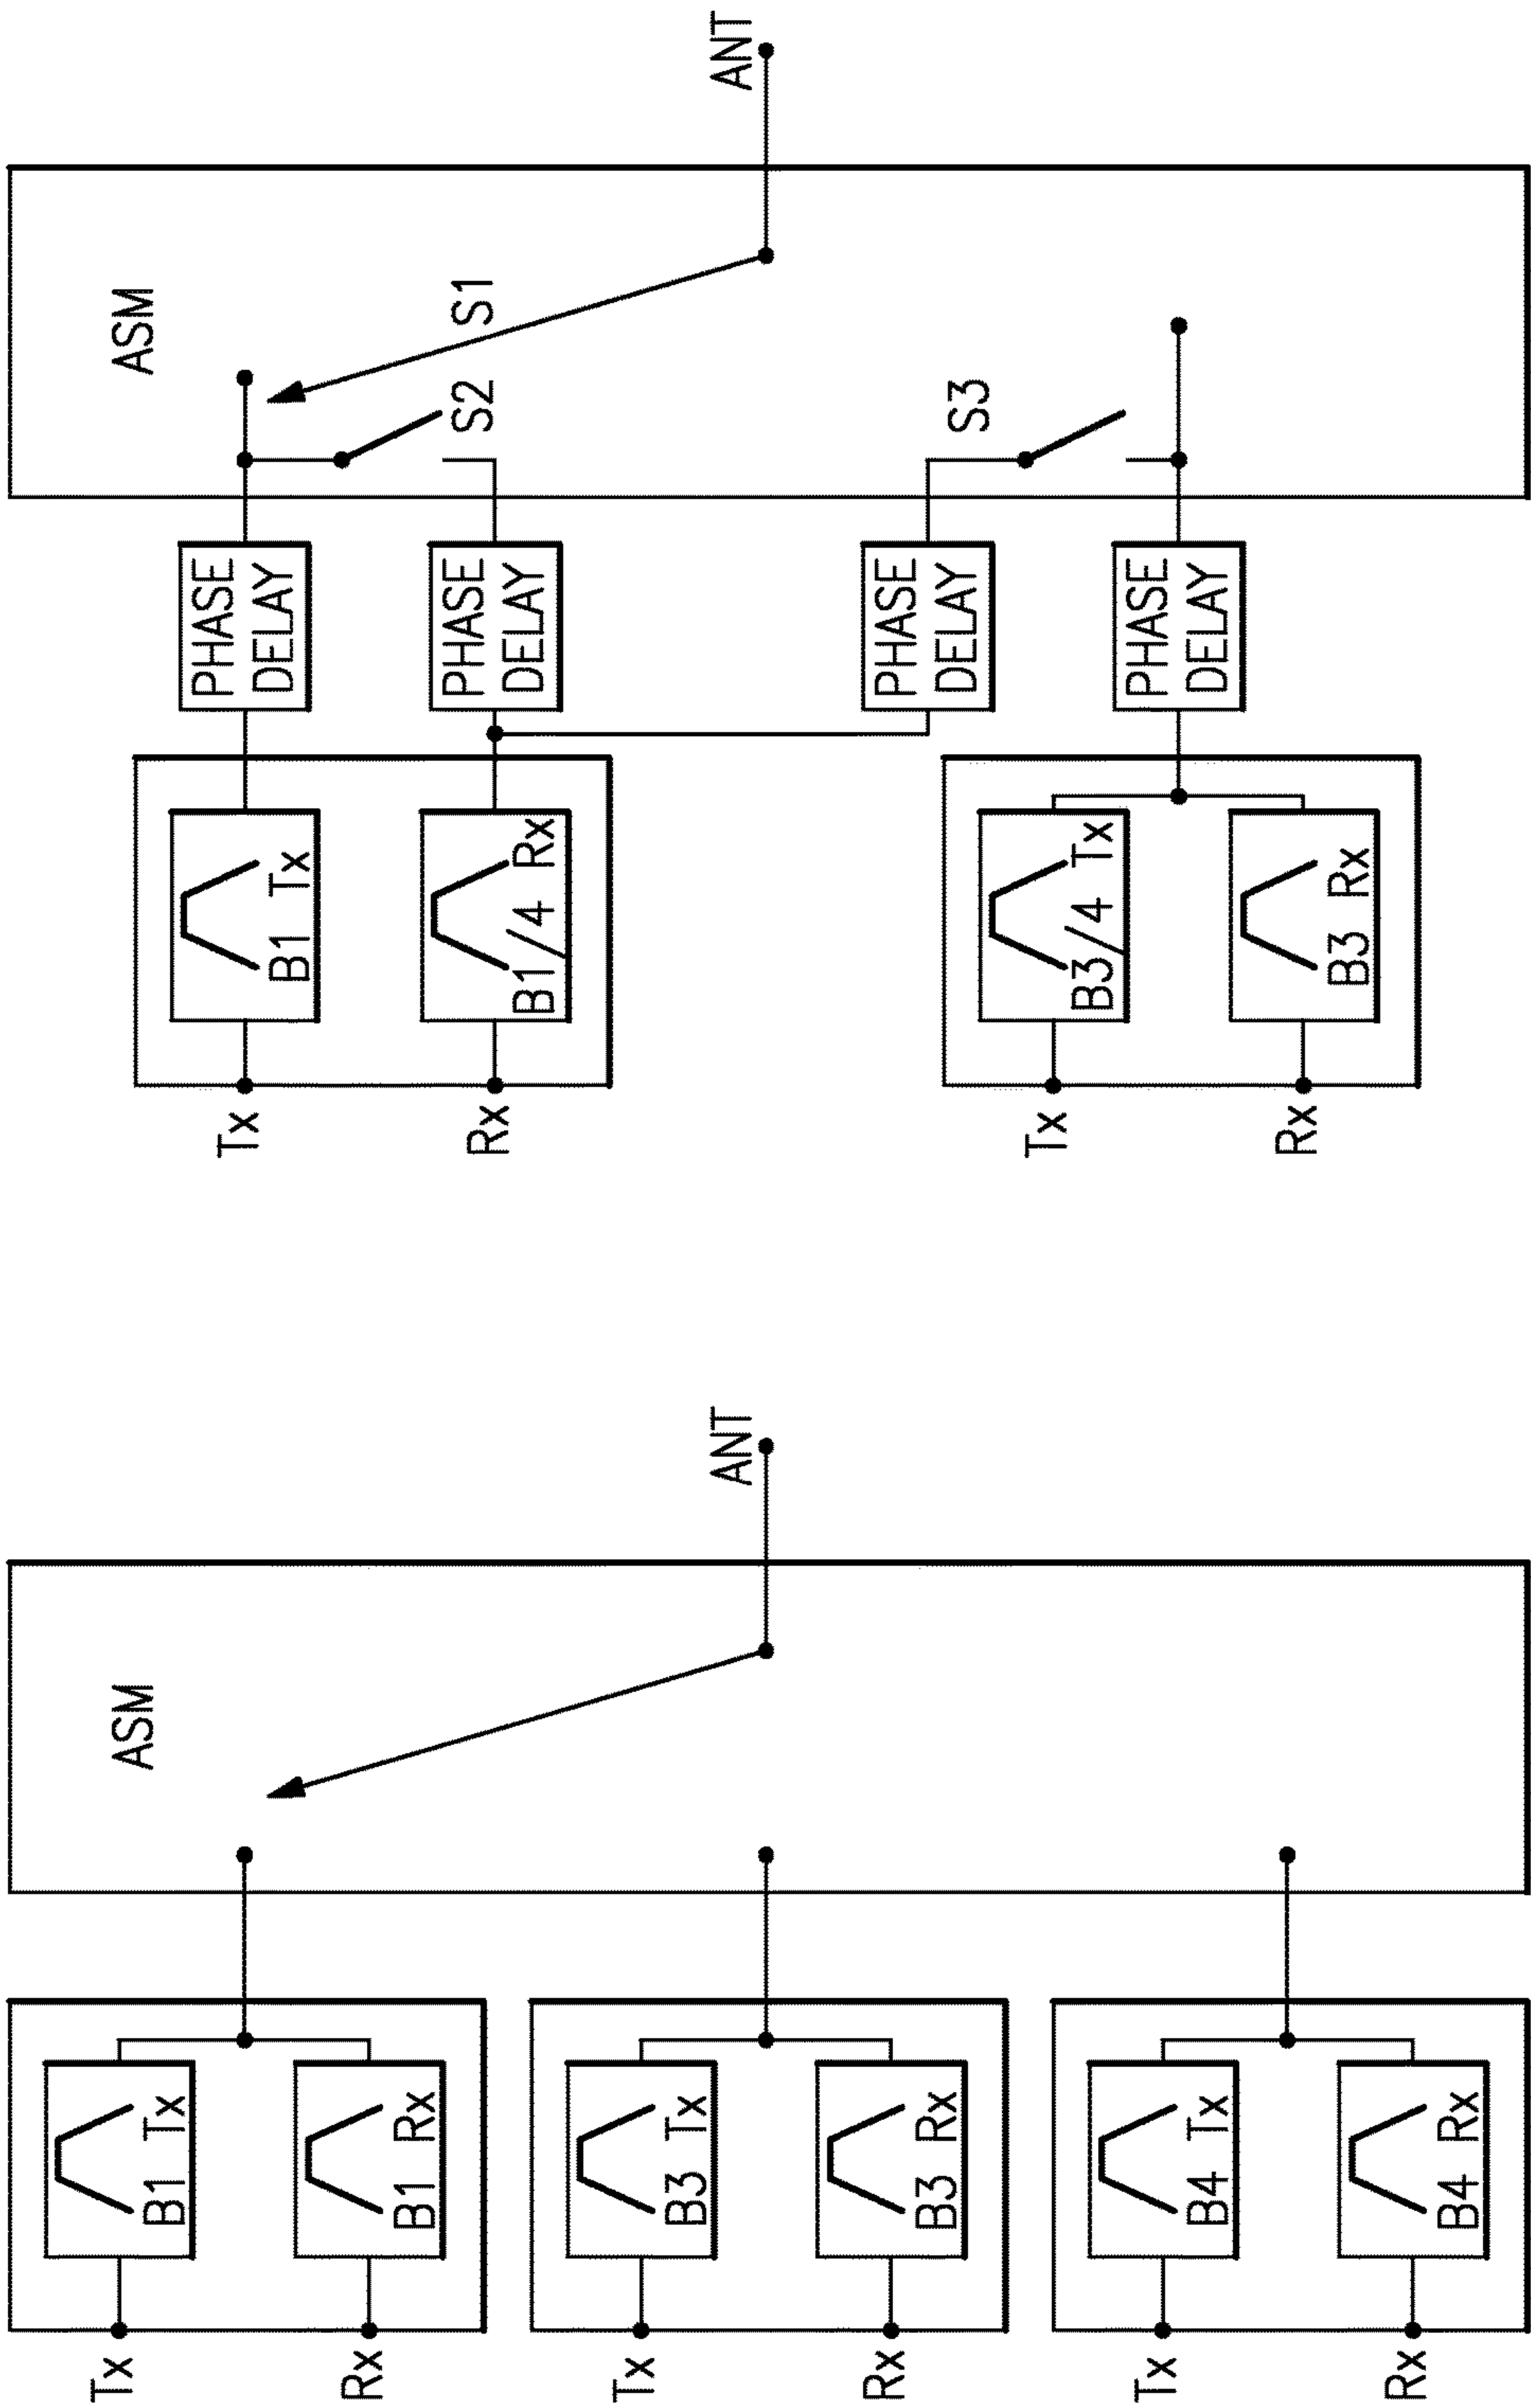 Tx
B1 Tx
ASM
Rx
B1 Rx
Tx
B3 Tx
ANT
Rx
B3 Rx
Tx
B4 Tx
Rx
B4 Rx
ASM
Tx
B1 Tx
PHASE
DELAY
S2
S1
Rx
B1/4 Rx
PHASE
DELAY
ANT
PHASE
DELAY
S3
Tx
B3/4 Tx
PHASE
DELAY
Rx
B3 Rx